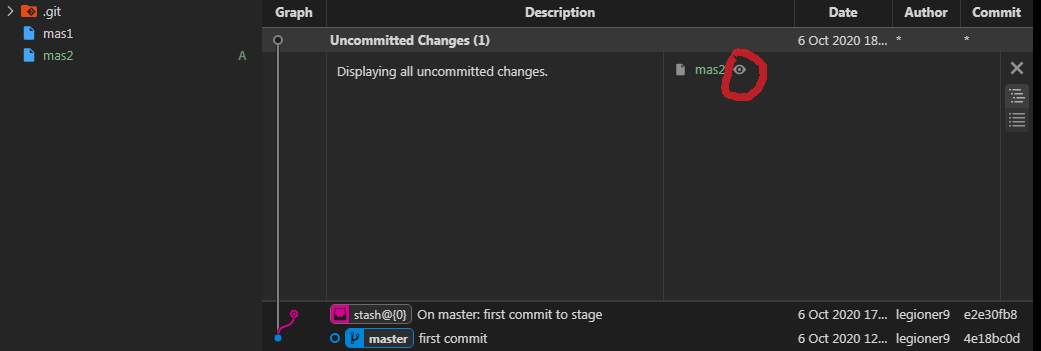 Graph Description Date Author Commit
.git
mas1
mas2 A
Uncommitted Changes (1) 6 Oct 2020 18... * *
Displaying all uncommitted changes.
mas2
stash@{0} On master: first commit to stage 6 Oct 2020 17... legioner9 e2e30fb8
master first commit 6 Oct 2020 12... legioner9 4e18bc0d